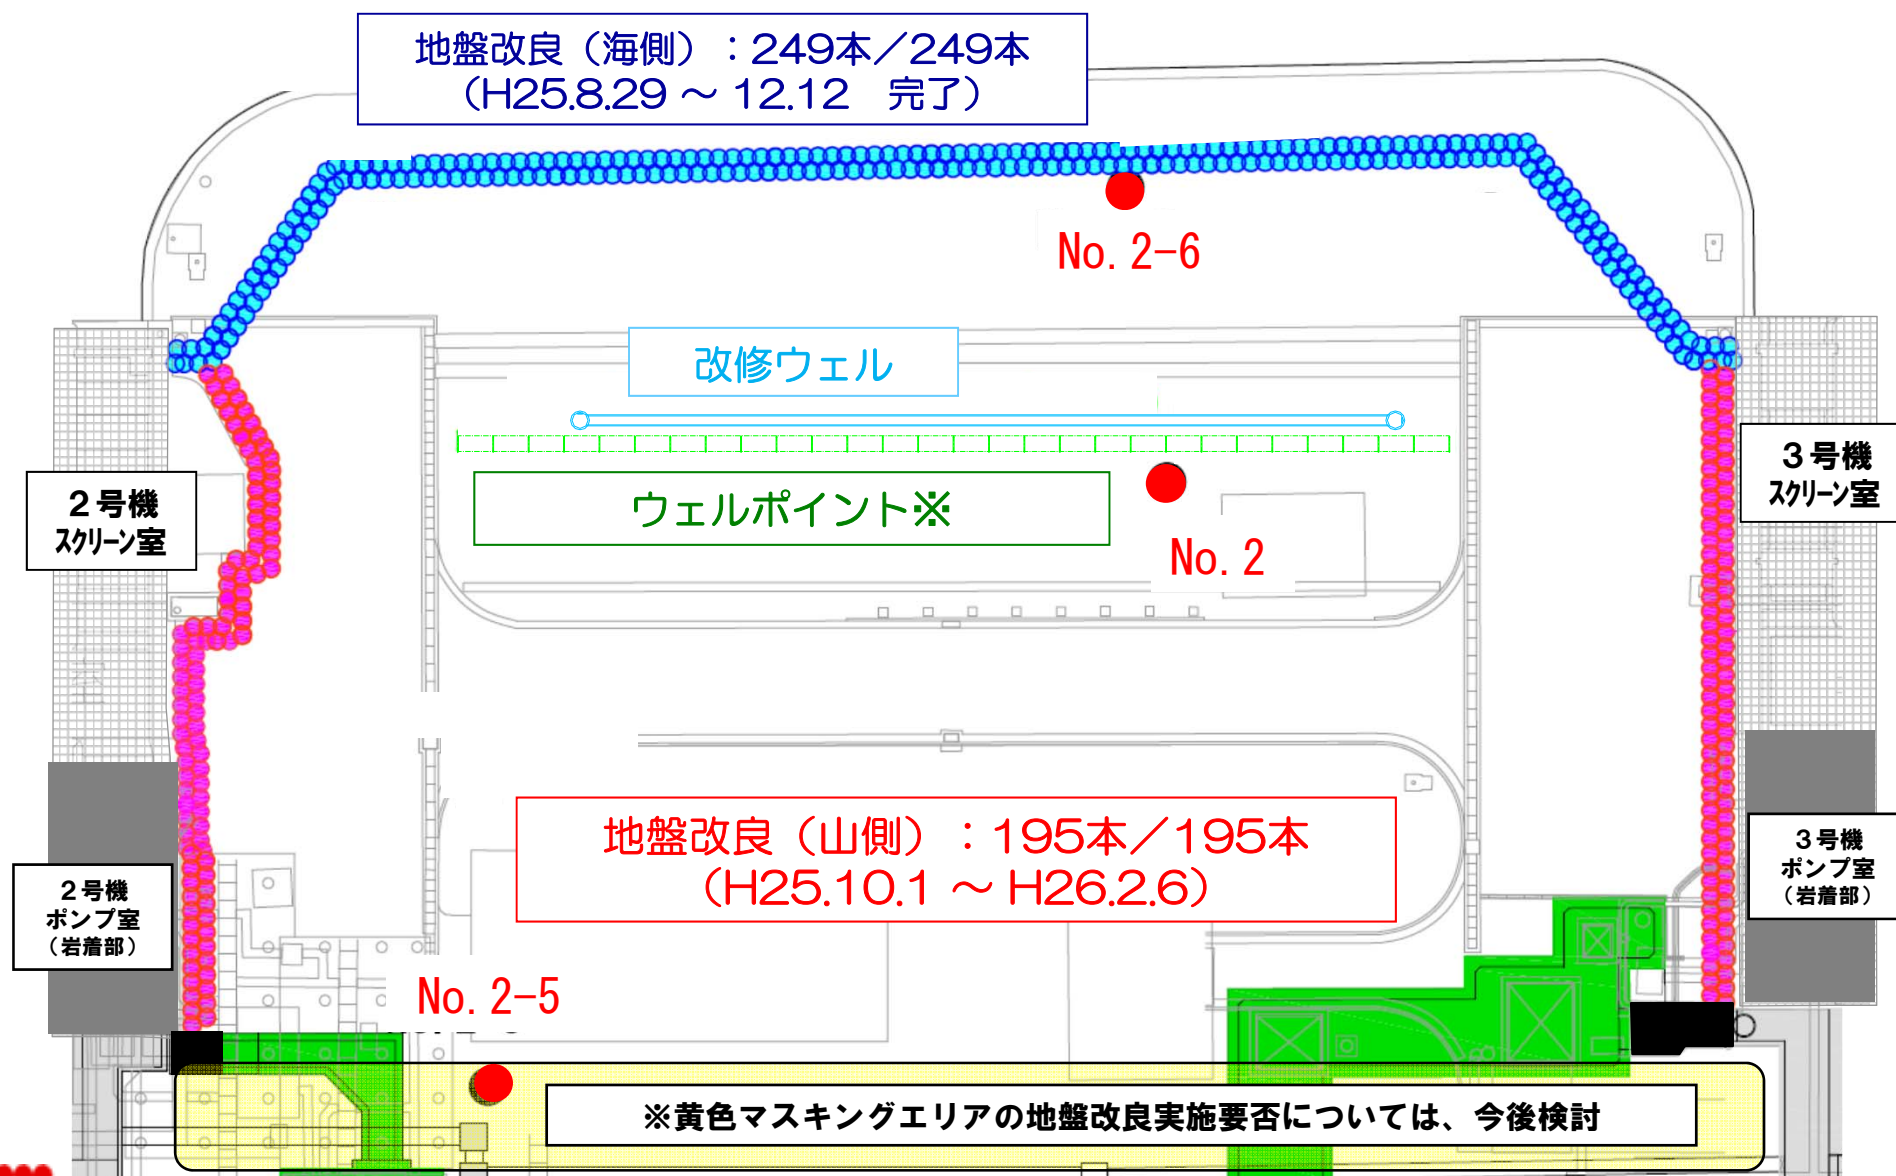 地盤改良（海側）：249本／249本
（H25.8.29 ～ 12.12　完了）
No. 2-6
改修ウェル
２号機
ｽｸﾘｰﾝ室
３号機
ｽｸﾘｰﾝ室
ウェルポイント※
No. 2
地盤改良（山側）：195本／195本
（H25.10.1 ～ H26.2.6）
２号機
ポンプ室
（岩着部）
３号機
ポンプ室
（岩着部）
No. 2-5
※黄色マスキングエリアの地盤改良実施要否については、今後検討